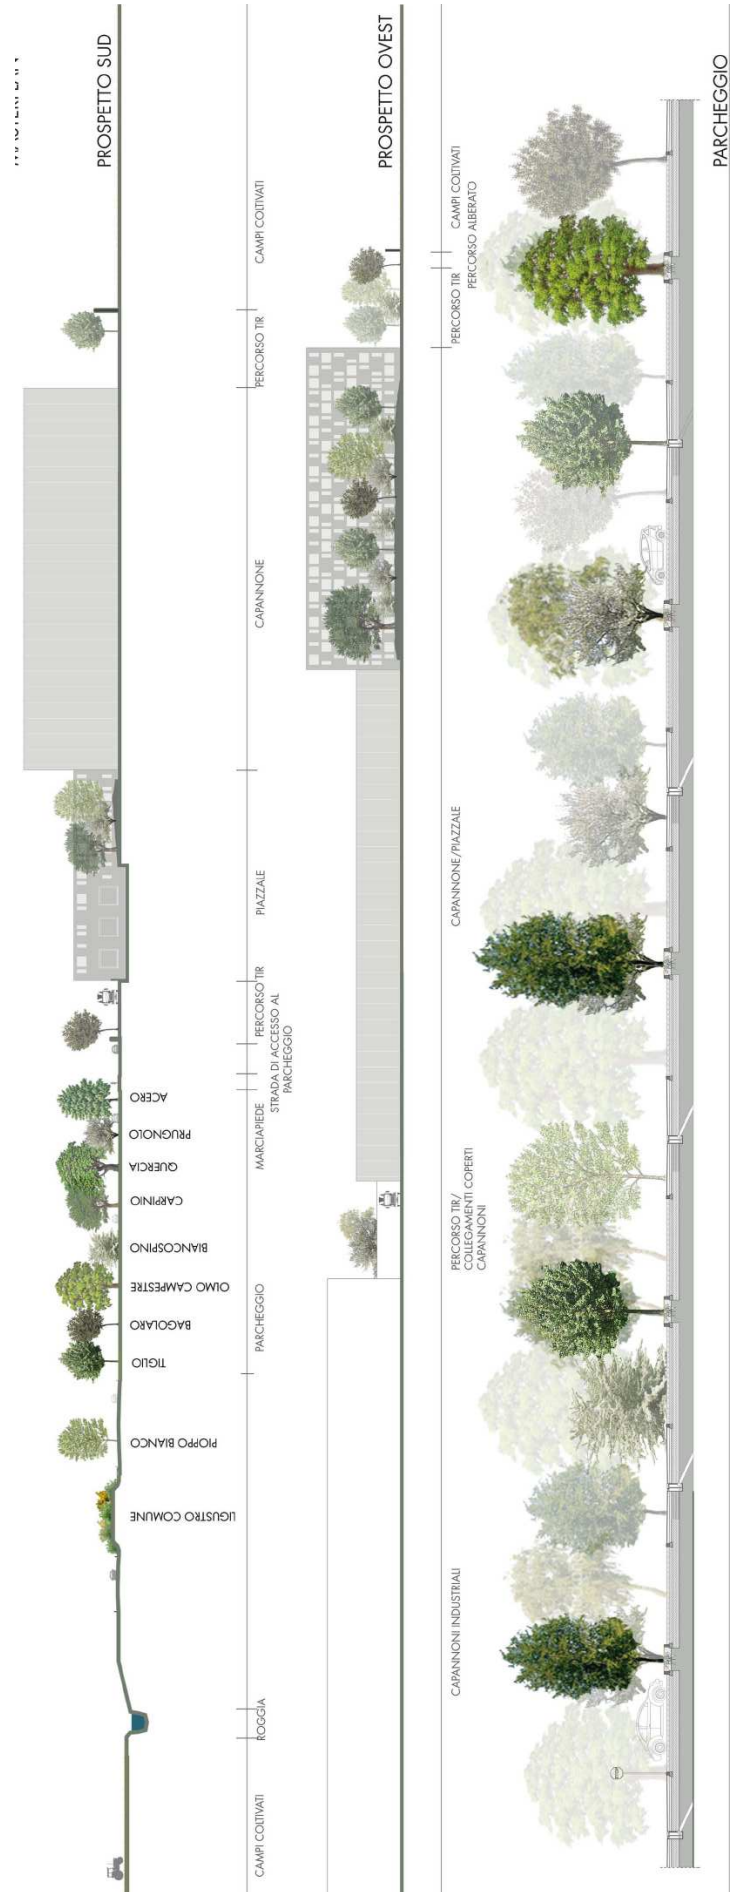 PROSPETTO SUD
LIGUSTRO COMUNE
PIOPPO BIANCO
TIGLIO
BAGOLARO
OLMO CAMPESTRE
BIANCOSPINO
CARPINIO
QUERCIA
PRUGNOLO
ACERO
CAMPI COLTIVATI
ROGGIA
PARCHEGGIO
MARCIAPIEDE
STRADA DI ACCESSO AL
PARCHEGGIO
PERCORSO TIR
PIAZZALE
CAPANNONE
PERCORSO TIR
CAMPI COLTIVATI
PROSPETTO OVEST
CAPANNONI INDUSTRIALI
PERCORSO TIR/
COLLEGAMENTI COPERTI
CAPANNONI
CAPANNONE/PIAZZALE
PERCORSO TIR
PERCORSO ALBERATO
CAMPI COLTIVATI
PARCHEGGIO